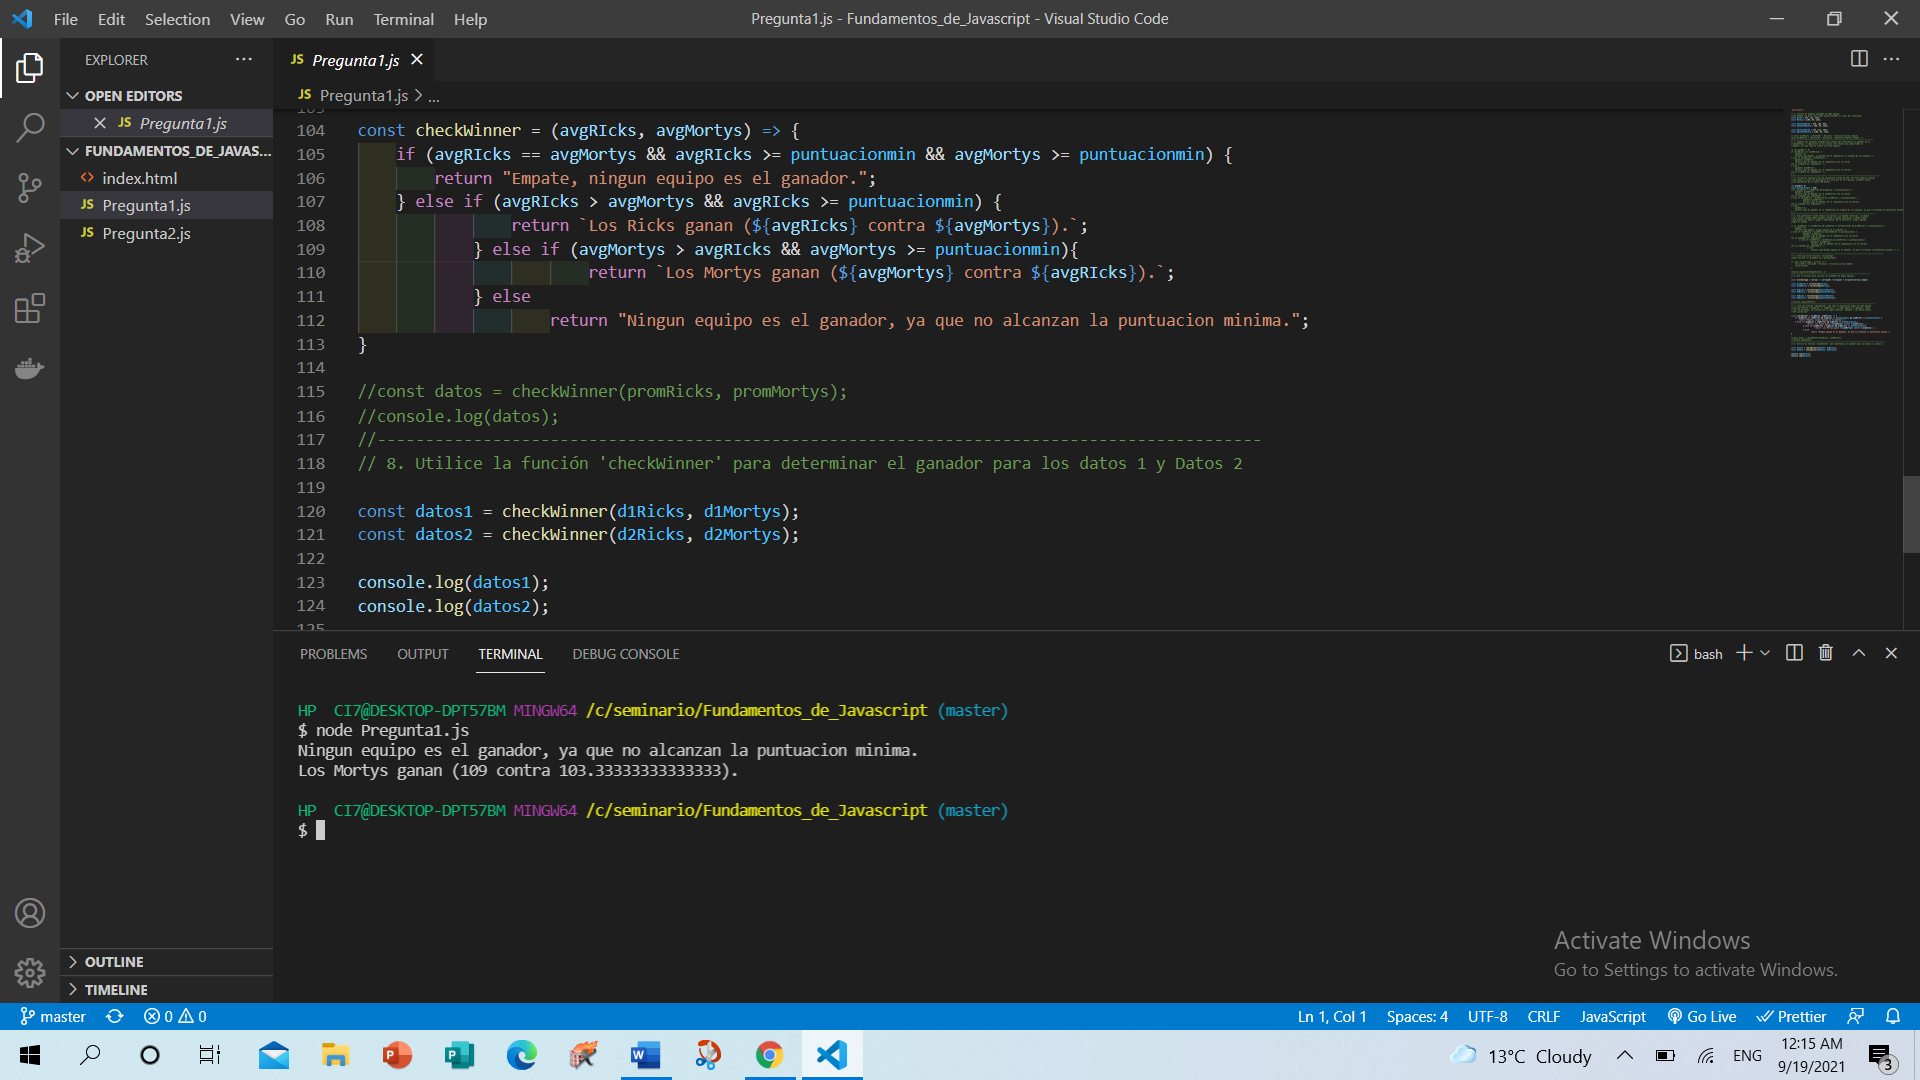 File Edit Selection View Go Run Terminal Help
Pregunta1.js - Fundamentos_de_Javascript - Visual Studio Code
EXPLORER
OPEN EDITORS
JS Pregunta1.js
FUNDAMENTOS_DE_JAVAS...
<> index.html
JS Pregunta1.js
JS Pregunta2.js
OUTLINE
TIMELINE
JS Pregunta1.js
JS Pregunta1.js > ...
104 const checkWinner = (avgRIcks, avgMortys) => {
105 if (avgRIcks == avgMortys && avgRIcks >= puntuacionmin && avgMortys >= puntuacionmin) {
106 return "Empate, ningun equipo es el ganador.";
107 } else if (avgRIcks > avgMortys && avgRIcks >= puntuacionmin) {
108 return `Los Ricks ganan (${avgRIcks} contra ${avgMortys}).`;
109 } else if (avgMortys > avgRIcks && avgMortys >= puntuacionmin){
110 return `Los Mortys ganan (${avgMortys} contra ${avgRIcks}).`;
111 } else
112 return "Ningun equipo es el ganador, ya que no alcanzan la puntuacion minima.";
113 }
114
115 //const datos = checkWinner(promRicks, promMortys);
116 //console.log(datos);
117 //--------------------------------------------------------------------------------------------
118 // 8. Utilice la función 'checkWinner' para determinar el ganador para los datos 1 y Datos 2
119
120 const datos1 = checkWinner(d1Ricks, d1Mortys);
121 const datos2 = checkWinner(d2Ricks, d2Mortys);
122
123 console.log(datos1);
124 console.log(datos2);
125
PROBLEMS OUTPUT TERMINAL DEBUG CONSOLE
bash
HP CI7@DESKTOP-DPT57BM MINGW64 /c/seminario/Fundamentos_de_Javascript (master)
$ node Pregunta1.js
Ningun equipo es el ganador, ya que no alcanzan la puntuacion minima.
Los Mortys ganan (109 contra 103.33333333333333).
HP CI7@DESKTOP-DPT57BM MINGW64 /c/seminario/Fundamentos_de_Javascript (master)
$
Activate Windows
Go to Settings to activate Windows.
master 0 0
Ln 1, Col 1 Spaces: 4 UTF-8 CRLF JavaScript Go Live Prettier
13°C Cloudy
ENG
12:15 AM
9/19/2021
3